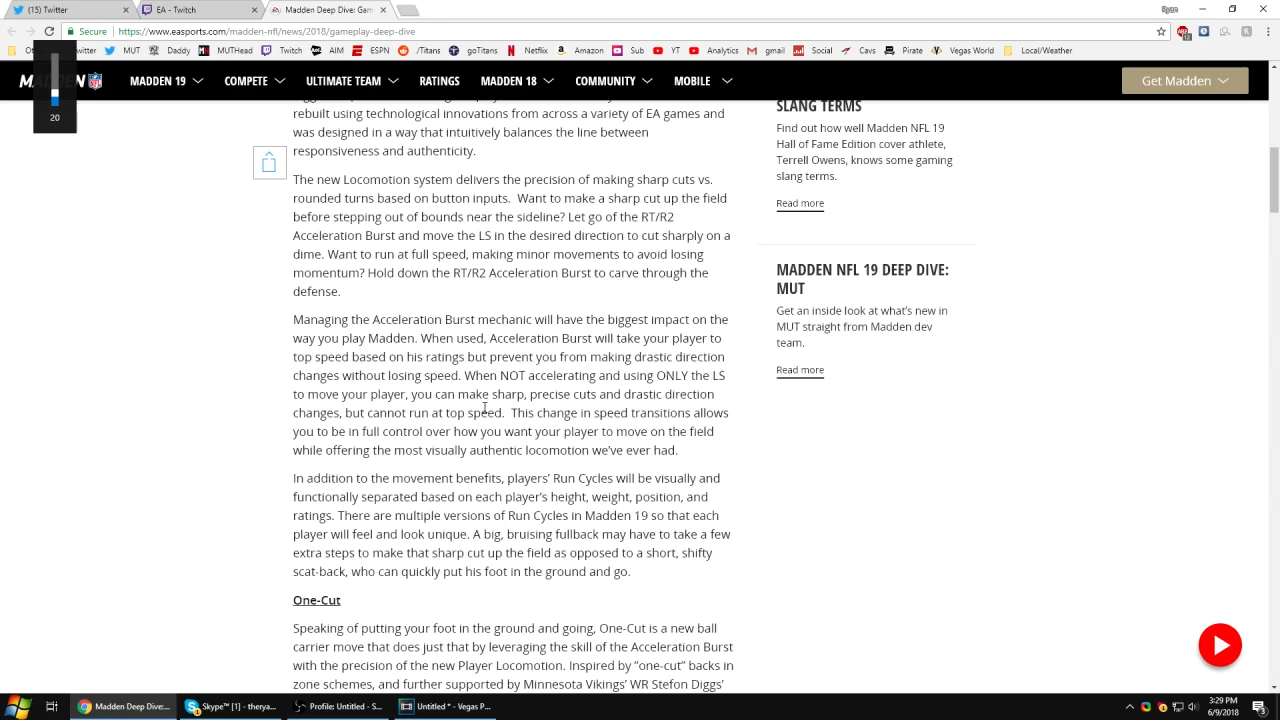 (15) Twitter
EA - Twitch
Madden Deep Dive: Gam
Ryan
Secure
https://www.easports.com/madden-nfl/news/2018/gameplay-deep-dive
Twitter
MUT
Daddy
MUTHead
Twitch
AIM
ESPN
/Titans
goTitans
Netflix
Amazon
Sub
YT
Analytics
gmail
Social
Cavs
Pirate
Vegas World
Local/Weather
MADDEN 19
COMPETE
ULTIMATE TEAM
RATINGS
MADDEN 18
COMMUNITY
MOBILE
Get Madden
20
rebuilt using technological innovations from across a variety of EA games and
was designed in a way that intuitively balances the line between
responsiveness and authenticity.
The new Locomotion system delivers the precision of making sharp cuts vs.
rounded turns based on button inputs.  Want to make a sharp cut up the field
before stepping out of bounds near the sideline? Let go of the RT/R2
Acceleration Burst and move the LS in the desired direction to cut sharply on a
dime. Want to run at full speed, making minor movements to avoid losing
momentum? Hold down the RT/R2 Acceleration Burst to carve through the
defense.
Managing the Acceleration Burst mechanic will have the biggest impact on the
way you play Madden. When used, Acceleration Burst will take your player to
top speed based on his ratings but prevent you from making drastic direction
changes without losing speed. When NOT accelerating and using ONLY the LS
to move your player, you can make sharp, precise cuts and drastic direction
changes, but cannot run at top speed.  This change in speed transitions allows
you to be in full control over how you want your player to move on the field
while offering the most visually authentic locomotion we've ever had.
In addition to the movement benefits, players' Run Cycles will be visually and
functionally separated based on each player's height, weight, position, and
ratings. There are multiple versions of Run Cycles in Madden 19 so that each
player will feel and look unique. A big, bruising fullback may have to take a few
extra steps to make that sharp cut up the field as opposed to a short, shifty
scat-back, who can quickly put his foot in the ground and go.
One-Cut
Speaking of putting your foot in the ground and going, One-Cut is a new ball
carrier move that does just that by leveraging the skill of the Acceleration Burst
with the precision of the new Player Locomotion. Inspired by "one-cut" backs in
zone schemes, and further supported by Minnesota Vikings' WR Stefon Diggs'
SLANG TERMS
Find out how well Madden NFL 19
Hall of Fame Edition cover athlete,
Terrell Owens, knows some gaming
slang terms.
Read more
MADDEN NFL 19 DEEP DIVE:
MUT
Get an inside look at what's new in
MUT straight from Madden dev
team.
Read more
Madden Deep Dive:...
Skype™ [1] - therya...
Profile: Untitled - S...
Untitled * - Vegas P...
3:29 PM
6/9/2018
3